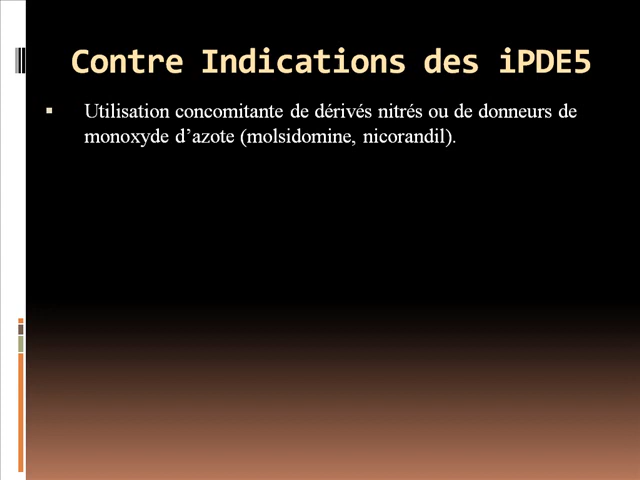 Contre Indications des iPDE5
▪ Utilisation concomitante de dérivés nitrés ou de donneurs de
monoxyde d’azote (molsidomine, nicorandil).